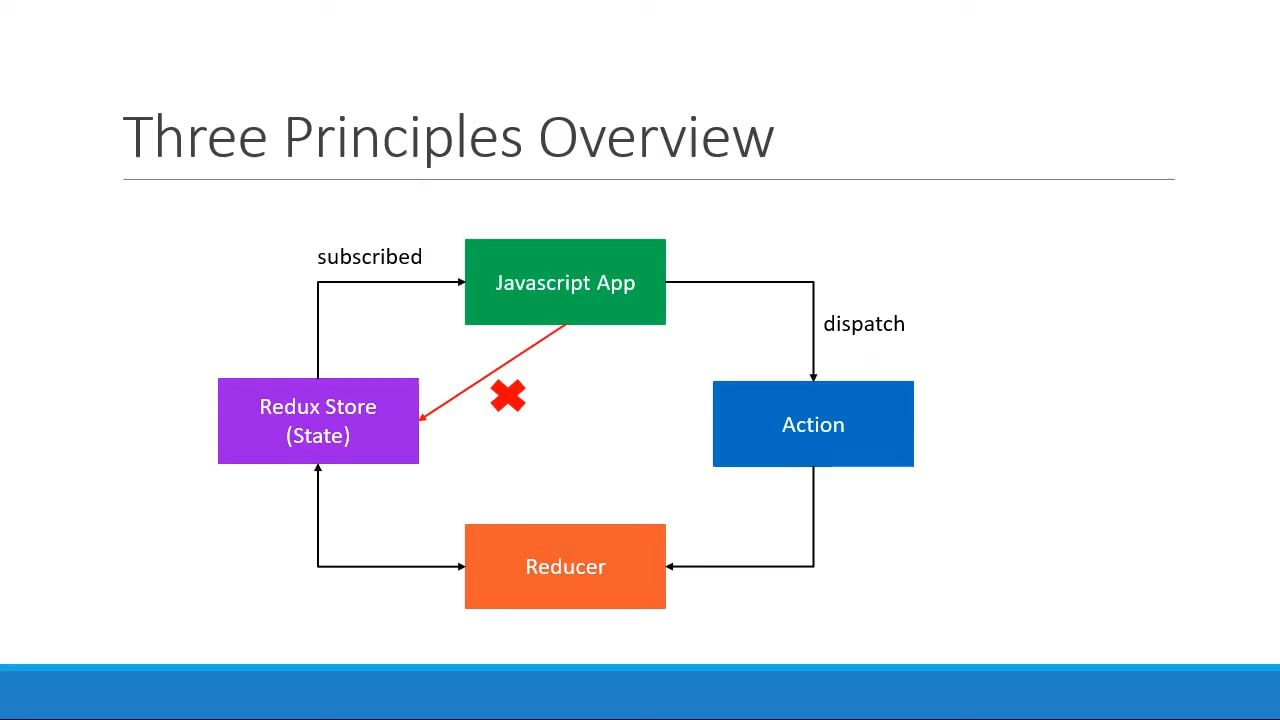 Three Principles Overview
subscribed
Javascript App
dispatch
Redux Store
(State)
Action
Reducer